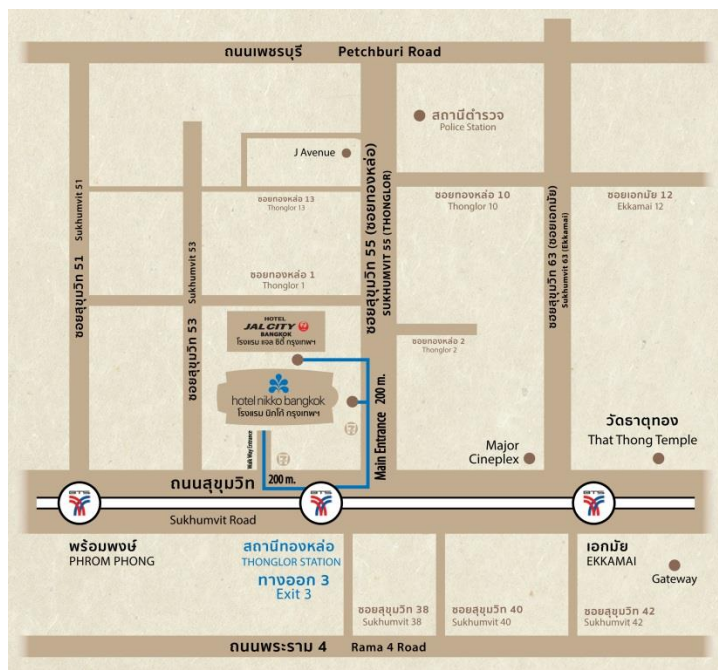 ถนนเพชรบุรี Petchburi Road
สถานีตำรวจ
Police Station
J Avenue
ซอยสุขุมวิท 51 Sukhumvit 51
ซอยสุขุมวิท 53 Sukhumvit 53
ซอยสุขุมวิท 55 (ซอยทองหล่อ)
SUKHUMVIT 55 (THONGLOR)
ซอยสุขุมวิท 63 (ซอยเอกมัย)
Sukhumvit 63 (Ekkamai)
ซอยทองหล่อ 13
Thonglor 13
ซอยทองหล่อ 10
Thonglor 10
ซอยเอกมัย 12
Ekkamai 12
ซอยทองหล่อ 1
Thonglor 1
HOTEL
JAL CITY
BANGKOK
โรงแรม แจล ซิตี้ กรุงเทพฯ
ซอยทองหล่อ 2
Thonglor 2
hotel nikko bangkok
โรงแรม นิกโก้ กรุงเทพฯ
Main Entrance 200 m.
Walk Way Entrance
7
7
200 m.
Major
Cineplex
วัดธาตุทอง
That Thong Temple
ถนนสุขุมวิท
BTS
BTS
BTS
Sukhumvit Road
พร้อมพงษ์
PHROM PHONG
สถานีทองหล่อ
THONGLOR STATION
ทางออก 3
Exit 3
เอกมัย
EKKAMAI
Gateway
ซอยสุขุมวิท 38
Sukhumvit 38
ซอยสุขุมวิท 40
Sukhumvit 40
ซอยสุขุมวิท 42
Sukhumvit 42
ถนนพระราม 4 Rama 4 Road